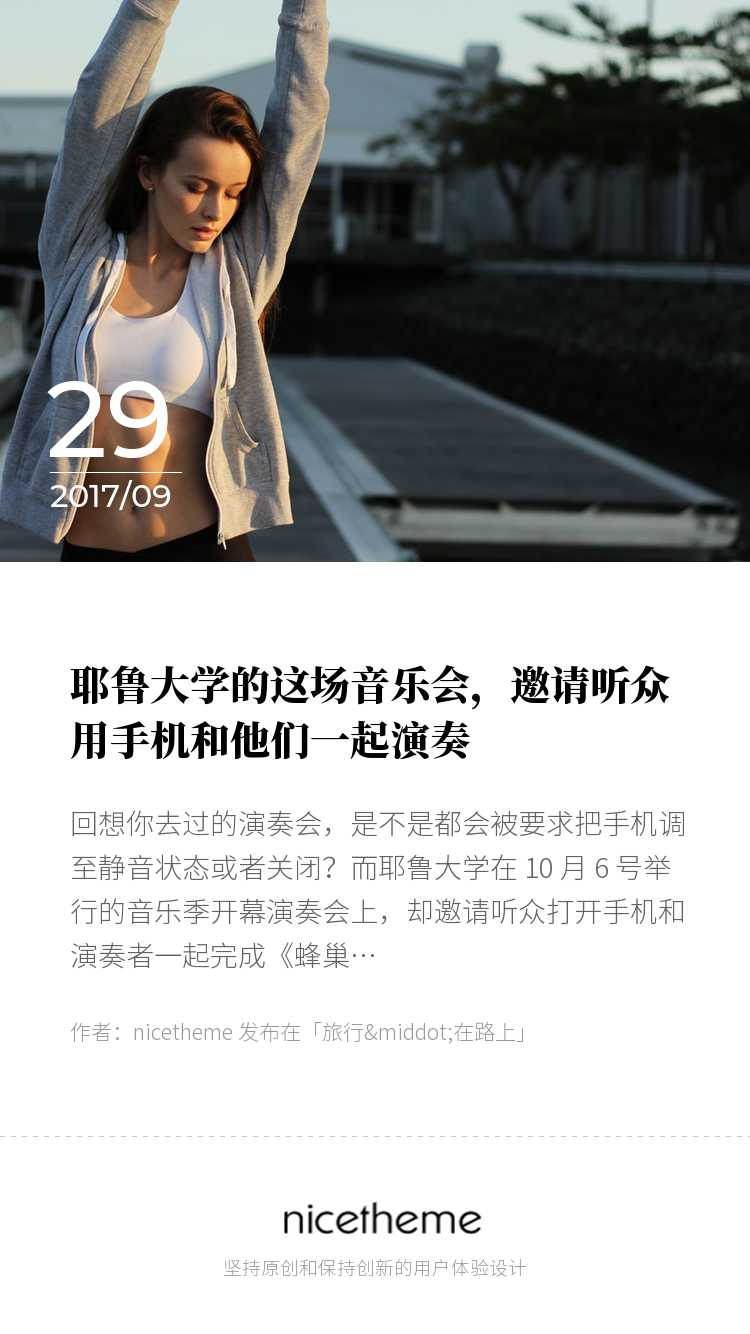 29
2017/09
耶鲁大学的这场音乐会，邀请听众
用手机和他们一起演奏
回想你去过的演奏会，是不是都会被要求把手机调
至静音状态或者关闭？而耶鲁大学在 10 月 6 号举
行的音乐季开幕演奏会上，却邀请听众打开手机和
演奏者一起完成《蜂巢…
作者：nicetheme 发布在「旅行&middot;在路上」
nicetheme
坚持原创和保持创新的用户体验设计